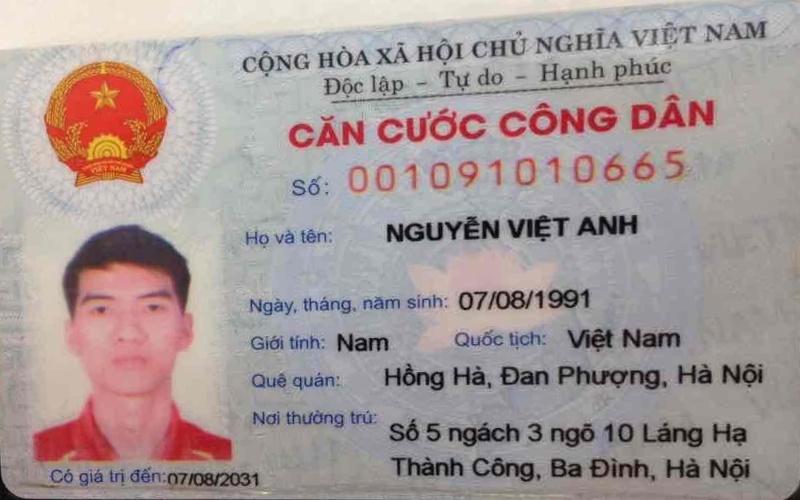 CỘNG HÒA XÃ HỘI CHỦ NGHĨA VIỆT NAM
Độc lập - Tự do - Hạnh phúc
CĂN CƯỚC CÔNG DÂN
Số: 001091010665
Họ và tên: NGUYỄN VIỆT ANH
Ngày, tháng, năm sinh: 07/08/1991
Giới tính: Nam Quốc tịch: Việt Nam
Quê quán: Hồng Hà, Đan Phượng, Hà Nội
Nơi thường trú: Số 5 ngách 3 ngõ 10 Láng Hạ
Thành Công, Ba Đình, Hà Nội
Có giá trị đến: 07/08/2031
VIỆT NAM